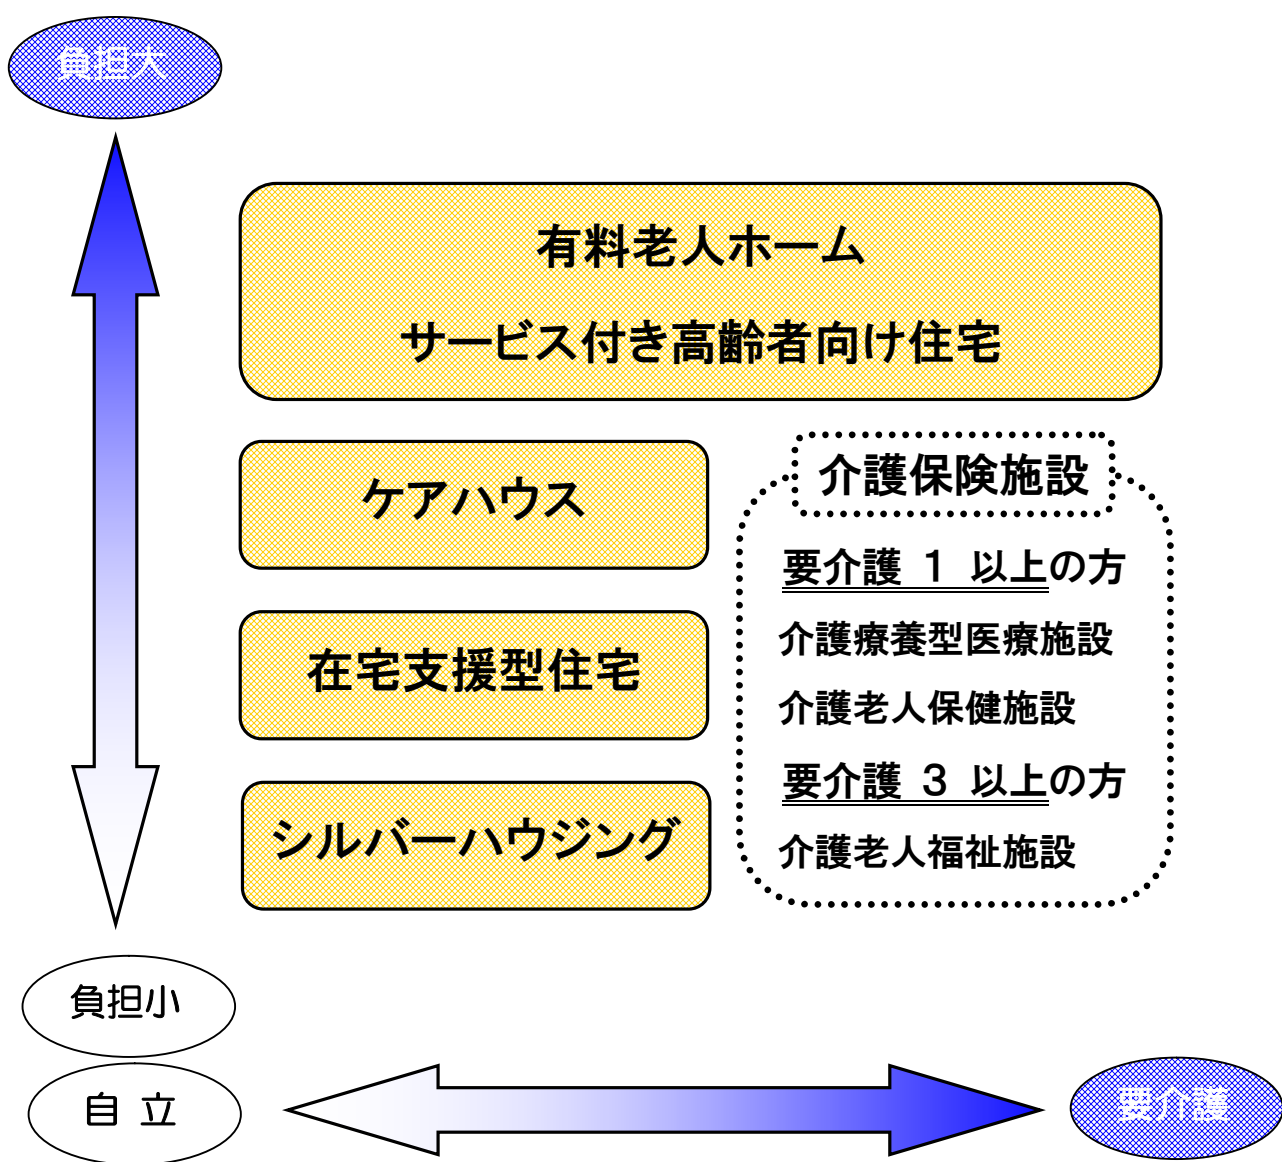 負担大
有料老人ホーム
サービス付き高齢者向け住宅
ケアハウス
在宅支援型住宅
シルバーハウジング
介護保険施設
要介護 1 以上の方
介護療養型医療施設
介護老人保健施設
要介護 3 以上の方
介護老人福祉施設
負担小
自 立
要介護